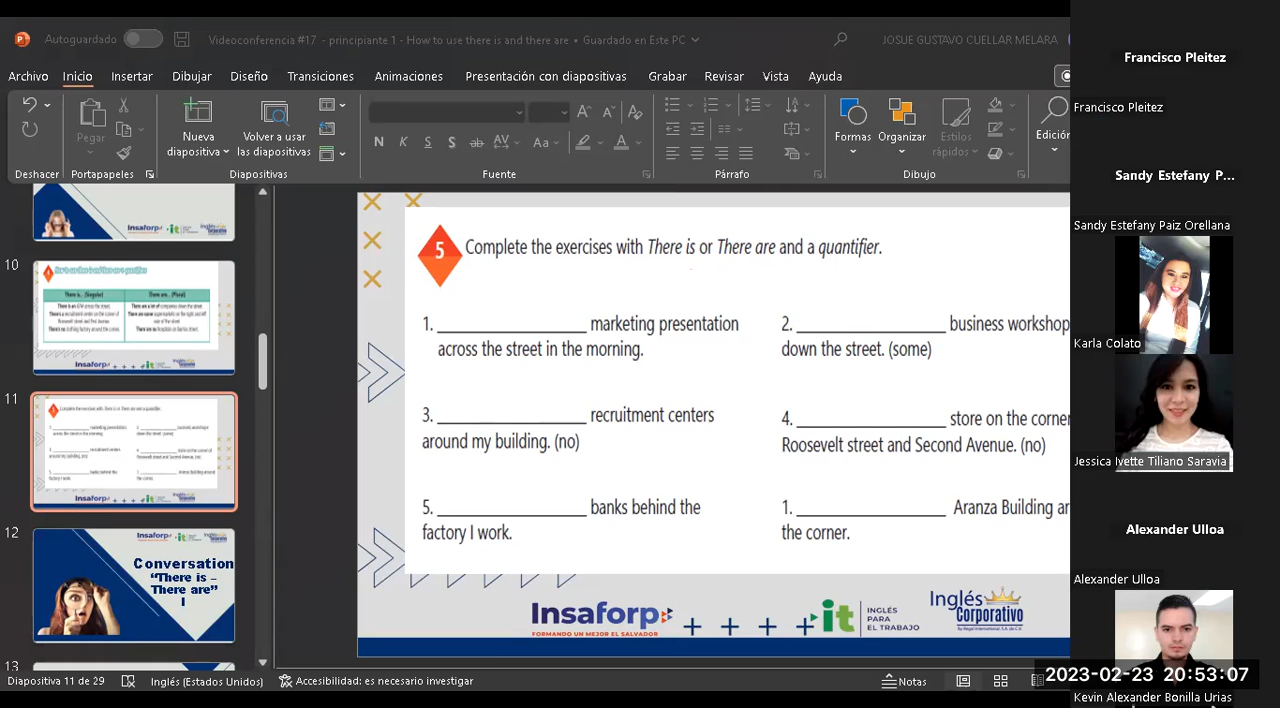 Autoguardado
Videoconferencia #17 - principiante 1 - How to use there is and there are • Guardado en Este PC
JOSUE GUSTAVO CUELLAR MELARA
Archivo Inicio Insertar Dibujar Diseño Transiciones Animaciones Presentación con diapositivas Grabar Revisar Vista Ayuda
Pegar
Nueva diapositiva
Volver a usar las diapositivas
N K S S ab AV Aa A
Formas
Organizar
Estilos rápidos
Edición
Deshacer Portapapeles Diapositivas Fuente Párrafo Dibujo
10
11
12
Conversation
"There is –
There are"
I
13
5
Complete the exercises with There is or There are and a quantifier.
1. ________________ marketing presentation
across the street in the morning.
2. ________________ business workshop
down the street. (some)
3. ________________ recruitment centers
around my building. (no)
4. ________________ store on the corner
Roosevelt street and Second Avenue. (no)
5. ________________ banks behind the
factory I work.
1. ________________ Aranza Building ar
the corner.
Insaforp
FORMANDO UN MEJOR EL SALVADOR
it
INGLÉS
PARA
EL TRABAJO
Inglés
Corporativo
Diapositiva 11 de 29
Inglés (Estados Unidos)
Accesibilidad: es necesario investigar
Notas
Francisco Pleitez
Francisco Pleitez
Sandy Estefany P...
Sandy Estefany Paiz Orellana
Karla Colato
Jessica Ivette Tiliano Saravia
Alexander Ulloa
Alexander Ulloa
2023-02-23 20:53:07
Kevin Alexander Bonilla Urias